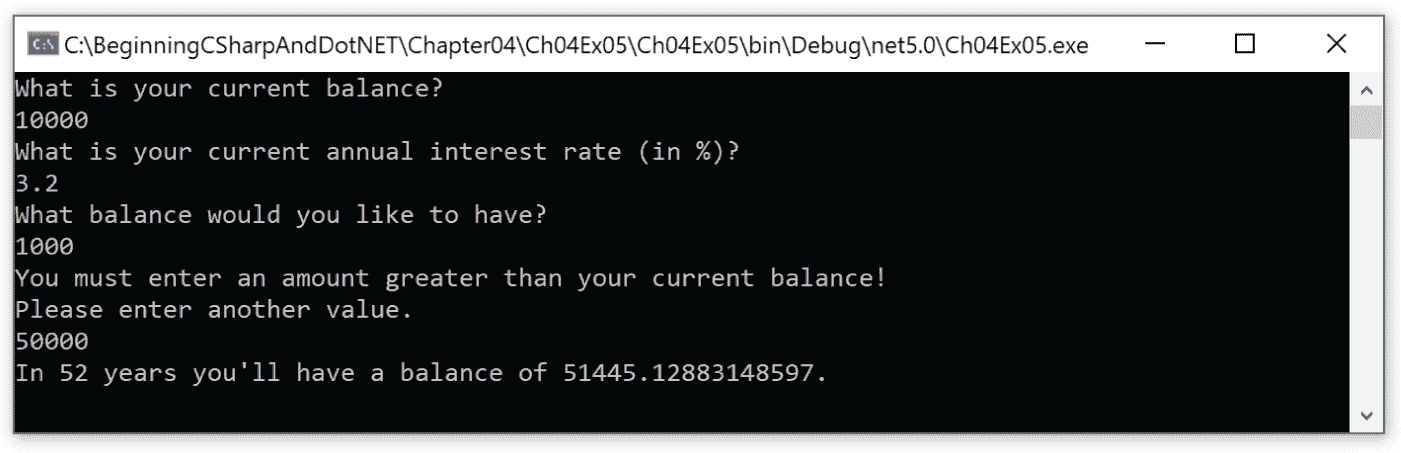 C:\BeginningCSharpAndDotNET\Chapter04\Ch04Ex05\Ch04Ex05\bin\Debug\net5.0\Ch04Ex05.exe
What is your current balance?
10000
What is your current annual interest rate (in %)?
3.2
What balance would you like to have?
1000
You must enter an amount greater than your current balance!
Please enter another value.
50000
In 52 years you'll have a balance of 51445.12883148597.